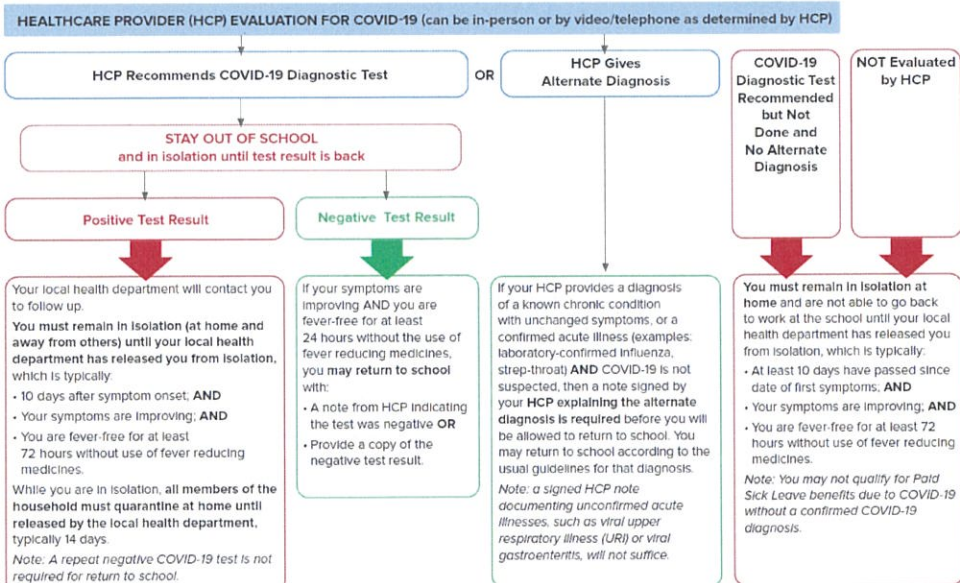 HEALTHCARE PROVIDER (HCP) EVALUATION FOR COVID-19 (can be in-person or by video/telephone as determined by HCP)
HCP Recommends COVID-19 Diagnostic Test
OR
HCP Gives
Alternate Diagnosis
COVID-19
Diagnostic Test
Recommended
but Not
Done and
No Alternate
Diagnosis
NOT Evaluated
by HCP
STAY OUT OF SCHOOL
and in isolation until test result is back
Positive Test Result
Negative Test Result
Your local health department will contact you
to follow up.
You must remain in isolation (at home and
away from others) until your local health
department has released you from isolation,
which is typically:
• 10 days after symptom onset; AND
• Your symptoms are improving; AND
• You are fever-free for at least
72 hours without use of fever reducing
medicines.
While you are in isolation, all members of the
household must quarantine at home until
released by the local health department,
typically 14 days.
Note: A repeat negative COVID-19 test is not
required for return to school.
If your symptoms are
improving AND you are
fever-free for at least
24 hours without the use of
fever reducing medicines,
you may return to school
with:
• A note from HCP indicating
the test was negative OR
• Provide a copy of the
negative test result.
If your HCP provides a diagnosis
of a known chronic condition
with unchanged symptoms, or a
confirmed acute illness (examples:
laboratory-confirmed influenza,
strep-throat) AND COVID-19 is not
suspected, then a note signed by
your HCP explaining the alternate
diagnosis is required before you will
be allowed to return to school. You
may return to school according to the
usual guidelines for that diagnosis.
Note: a signed HCP note
documenting unconfirmed acute
illnesses, such as viral upper
respiratory illness (URI) or viral
gastroenteritis, will not suffice.
You must remain in isolation at
home and are not able to go back
to work at the school until your local
health department has released you
from isolation, which is typically:
• At least 10 days have passed since
date of first symptoms; AND
• Your symptoms are improving; AND
• You are fever-free for at least 72
hours without use of fever reducing
medicines.
Note: You may not qualify for Paid
Sick Leave benefits due to COVID-19
without a confirmed COVID-19
diagnosis.